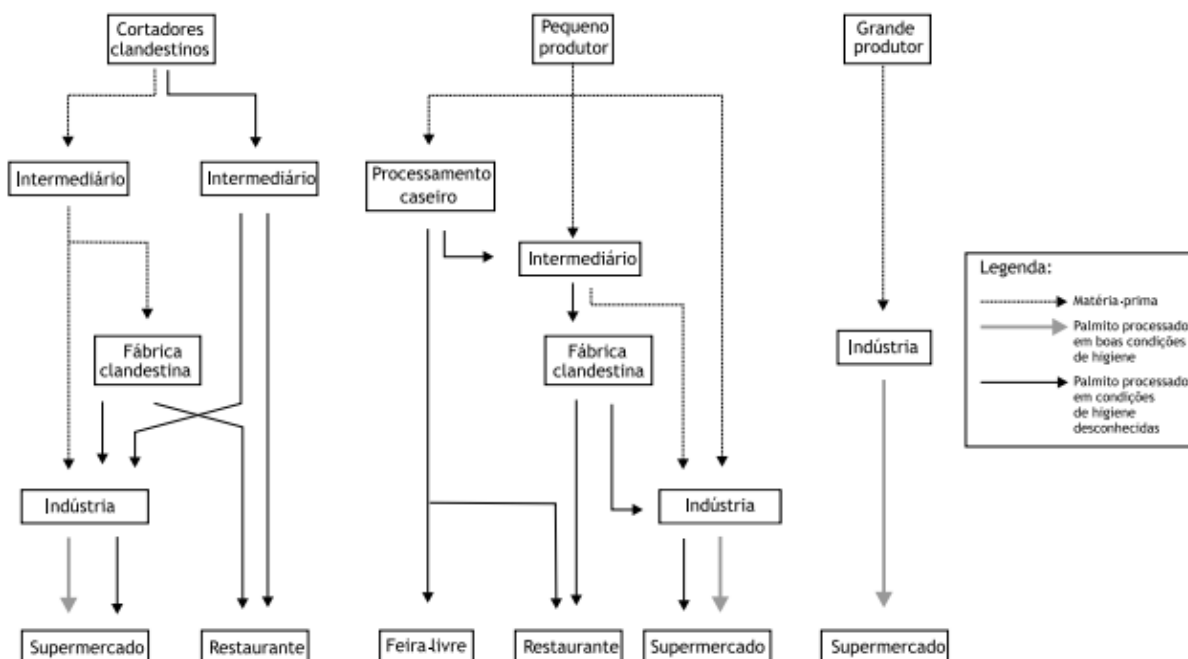 Cortadores
clandestinos
Pequeno
produtor
Grande
produtor
Intermediário
Intermediário
Processamento
caseiro
Intermediário
Fábrica
clandestina
Fábrica
clandestina
Indústria
Indústria
Indústria
Supermercado
Restaurante
Feira-livre
Restaurante
Supermercado
Supermercado
Legenda:
Matéria-prima
Palmito processado
em boas condições
de higiene
Palmito processado
em condições
de higiene
desconhecidas